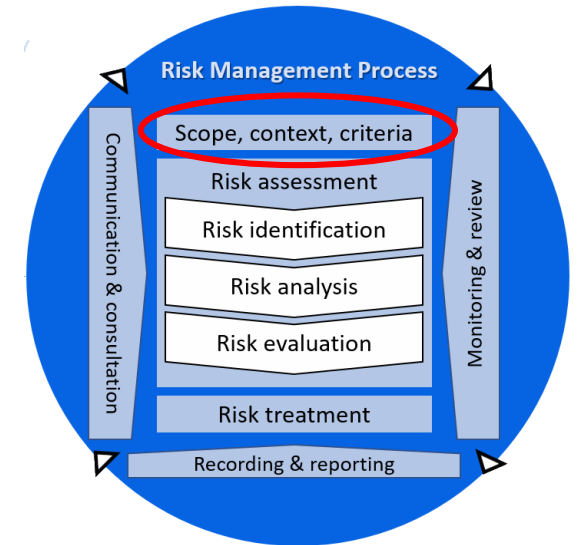 Risk Management Process
Scope, context, criteria
Risk assessment
Risk identification
Risk analysis
Risk evaluation
Risk treatment
Communication & consultation
Monitoring & review
Recording & reporting